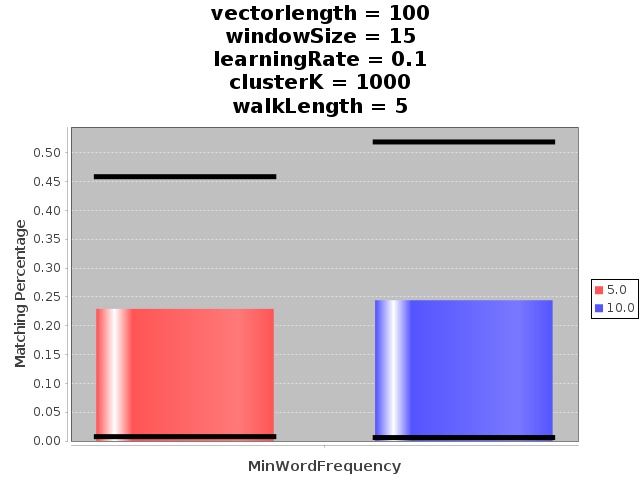 vectorlength = 100
windowSize = 15
learningRate = 0.1
clusterK = 1000
walkLength = 5
Matching Percentage
0.50
0.45
0.40
0.35
0.30
0.25
0.20
0.15
0.10
0.05
0.00
MinWordFrequency
5.0
10.0